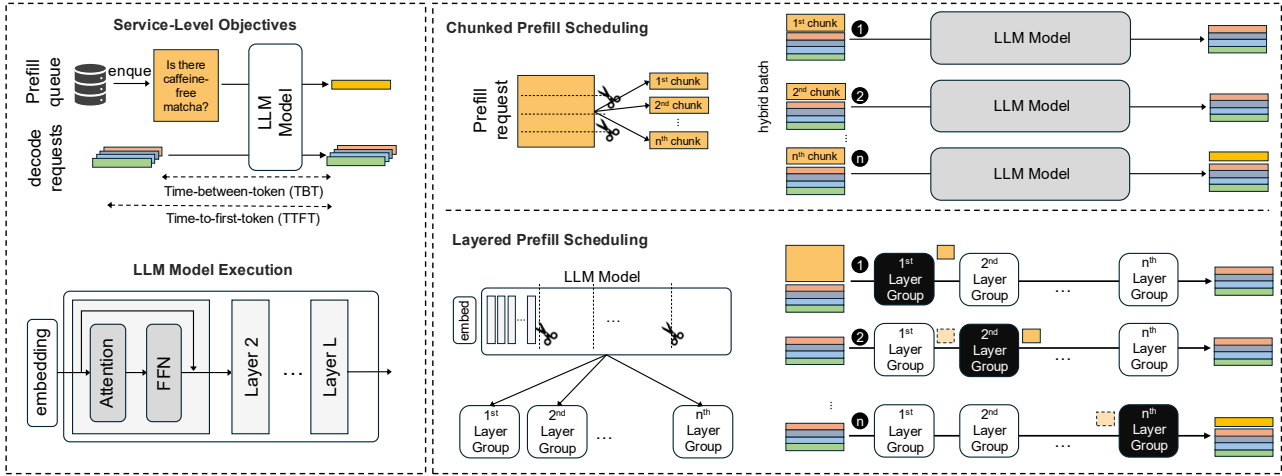 Service-Level Objectives
Prefill
queue
enque
Is there
caffeine-
free
matcha?
LLM
Model
decode
requests
Time-between-token (TBT)
Time-to-first-token (TTFT)
LLM Model Execution
embedding
Attention
FFN
Layer 2
...
Layer L
Chunked Prefill Scheduling
Prefill
request
1st chunk
2nd chunk
⋮
nth chunk
hybrid batch
1st chunk
1
LLM Model
2nd chunk
2
LLM Model
⋮
nth chunk
n
LLM Model
Layered Prefill Scheduling
LLM Model
embed
...
...
1st
Layer
Group
2nd
Layer
Group
...
nth
Layer
Group
1
1st
Layer
Group
2nd
Layer
Group
...
nth
Layer
Group
2
1st
Layer
Group
2nd
Layer
Group
...
nth
Layer
Group
⋮
n
1st
Layer
Group
2nd
Layer
Group
...
nth
Layer
Group